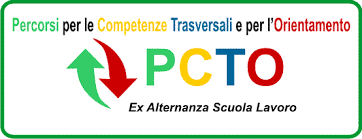 Percorsi per le Competenze Trasversali e per l'Orientamento
PCTO
Ex Alternanza Scuola Lavoro